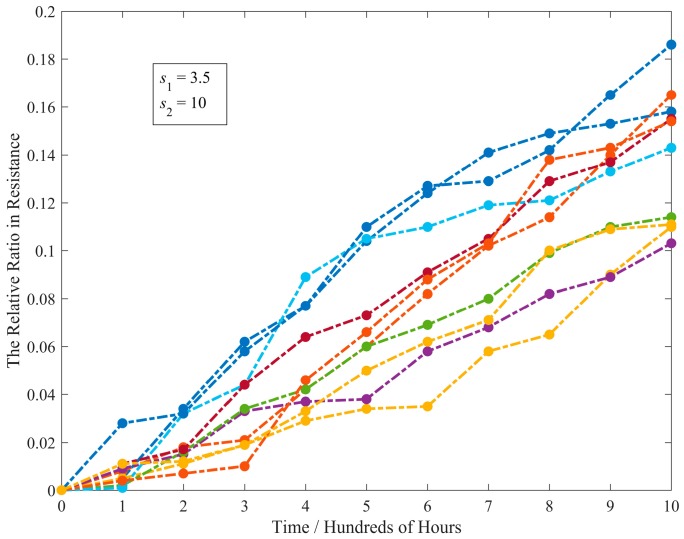 0.2
0.18
0.16
0.14
0.12
0.1
0.08
0.06
0.04
0.02
0
s1 = 3.5
s2 = 10
The Relative Ratio in Resistance
0 1 2 3 4 5 6 7 8 9 10
Time / Hundreds of Hours